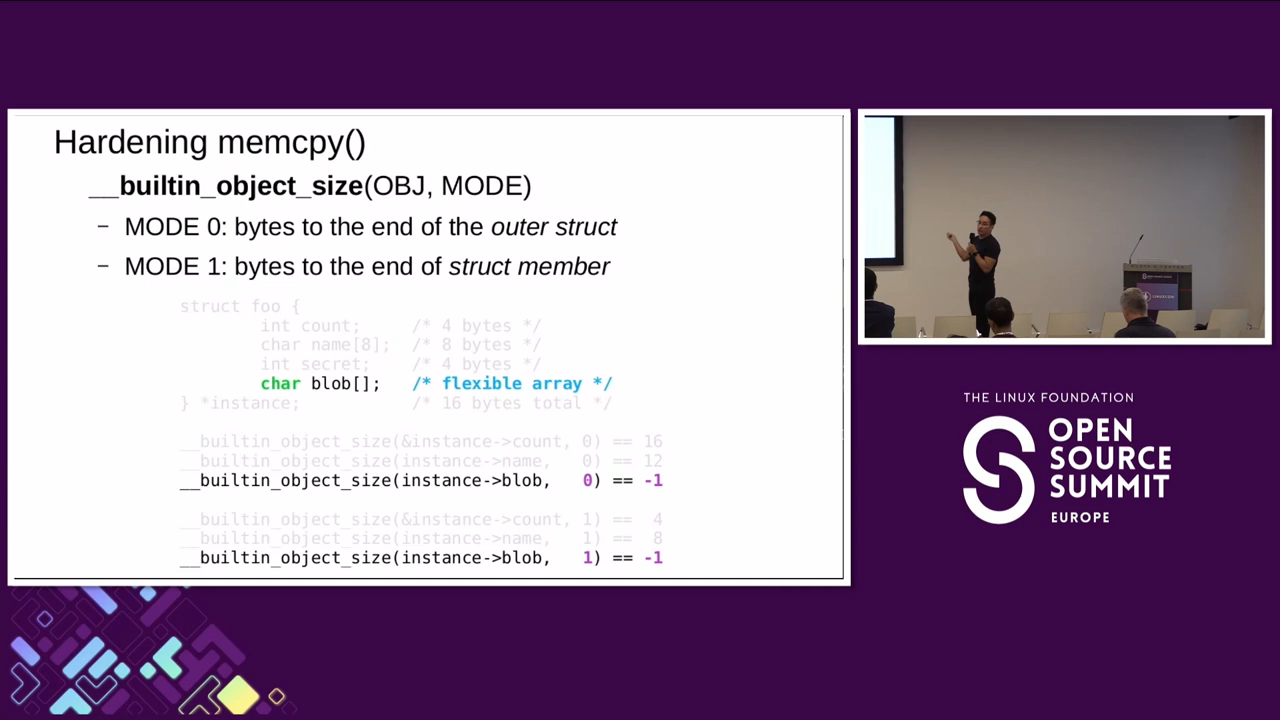 Hardening memcpy()
__builtin_object_size(OBJ, MODE)
– MODE 0: bytes to the end of the outer struct
– MODE 1: bytes to the end of struct member
struct foo {
int count; /* 4 bytes */
char name[8]; /* 8 bytes */
int secret; /* 4 bytes */
char blob[]; /* flexible array */
} *instance; /* 16 bytes total */
__builtin_object_size(&instance->count, 0) == 16
__builtin_object_size(instance->name, 0) == 12
__builtin_object_size(instance->blob, 0) == -1
__builtin_object_size(&instance->count, 1) == 4
__builtin_object_size(instance->name, 1) == 8
__builtin_object_size(instance->blob, 1) == -1
THE LINUX FOUNDATION
OPEN
SOURCE
SUMMIT
EUROPE